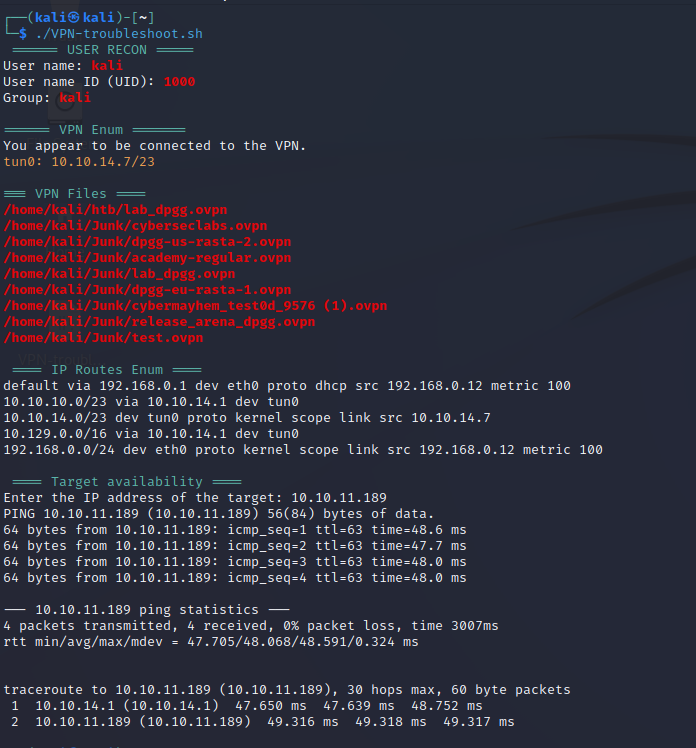 ┌──(kali㉿kali)-[~]
└─$ ./VPN-troubleshoot.sh
====== USER RECON =====
User name: kali
User name ID (UID): 1000
Group: kali
====== VPN Enum =======
You appear to be connected to the VPN.
tun0: 10.10.14.7/23
=== VPN Files ====
/home/kali/htb/lab_dpgg.ovpn
/home/kali/Junk/cyberseclabs.ovpn
/home/kali/Junk/dpgg-us-rasta-2.ovpn
/home/kali/Junk/academy-regular.ovpn
/home/kali/Junk/lab_dpgg.ovpn
/home/kali/Junk/dpgg-eu-rasta-1.ovpn
/home/kali/Junk/cybermayhem_test0d_9576 (1).ovpn
/home/kali/Junk/release_arena_dpgg.ovpn
/home/kali/Junk/test.ovpn
==== IP Routes Enum ====
default via 192.168.0.1 dev eth0 proto dhcp src 192.168.0.12 metric 100
10.10.10.0/23 via 10.10.14.1 dev tun0
10.10.14.0/23 dev tun0 proto kernel scope link src 10.10.14.7
10.129.0.0/16 via 10.10.14.1 dev tun0
192.168.0.0/24 dev eth0 proto kernel scope link src 192.168.0.12 metric 100
==== Target availability ====
Enter the IP address of the target: 10.10.11.189
PING 10.10.11.189 (10.10.11.189) 56(84) bytes of data.
64 bytes from 10.10.11.189: icmp_seq=1 ttl=63 time=48.6 ms
64 bytes from 10.10.11.189: icmp_seq=2 ttl=63 time=47.7 ms
64 bytes from 10.10.11.189: icmp_seq=3 ttl=63 time=48.0 ms
64 bytes from 10.10.11.189: icmp_seq=4 ttl=63 time=48.0 ms
--- 10.10.11.189 ping statistics ---
4 packets transmitted, 4 received, 0% packet loss, time 3007ms
rtt min/avg/max/mdev = 47.705/48.068/48.591/0.324 ms
traceroute to 10.10.11.189 (10.10.11.189), 30 hops max, 60 byte packets
1 10.10.14.1 (10.10.14.1) 47.650 ms 47.639 ms 48.752 ms
2 10.10.11.189 (10.10.11.189) 49.316 ms 49.318 ms 49.317 ms